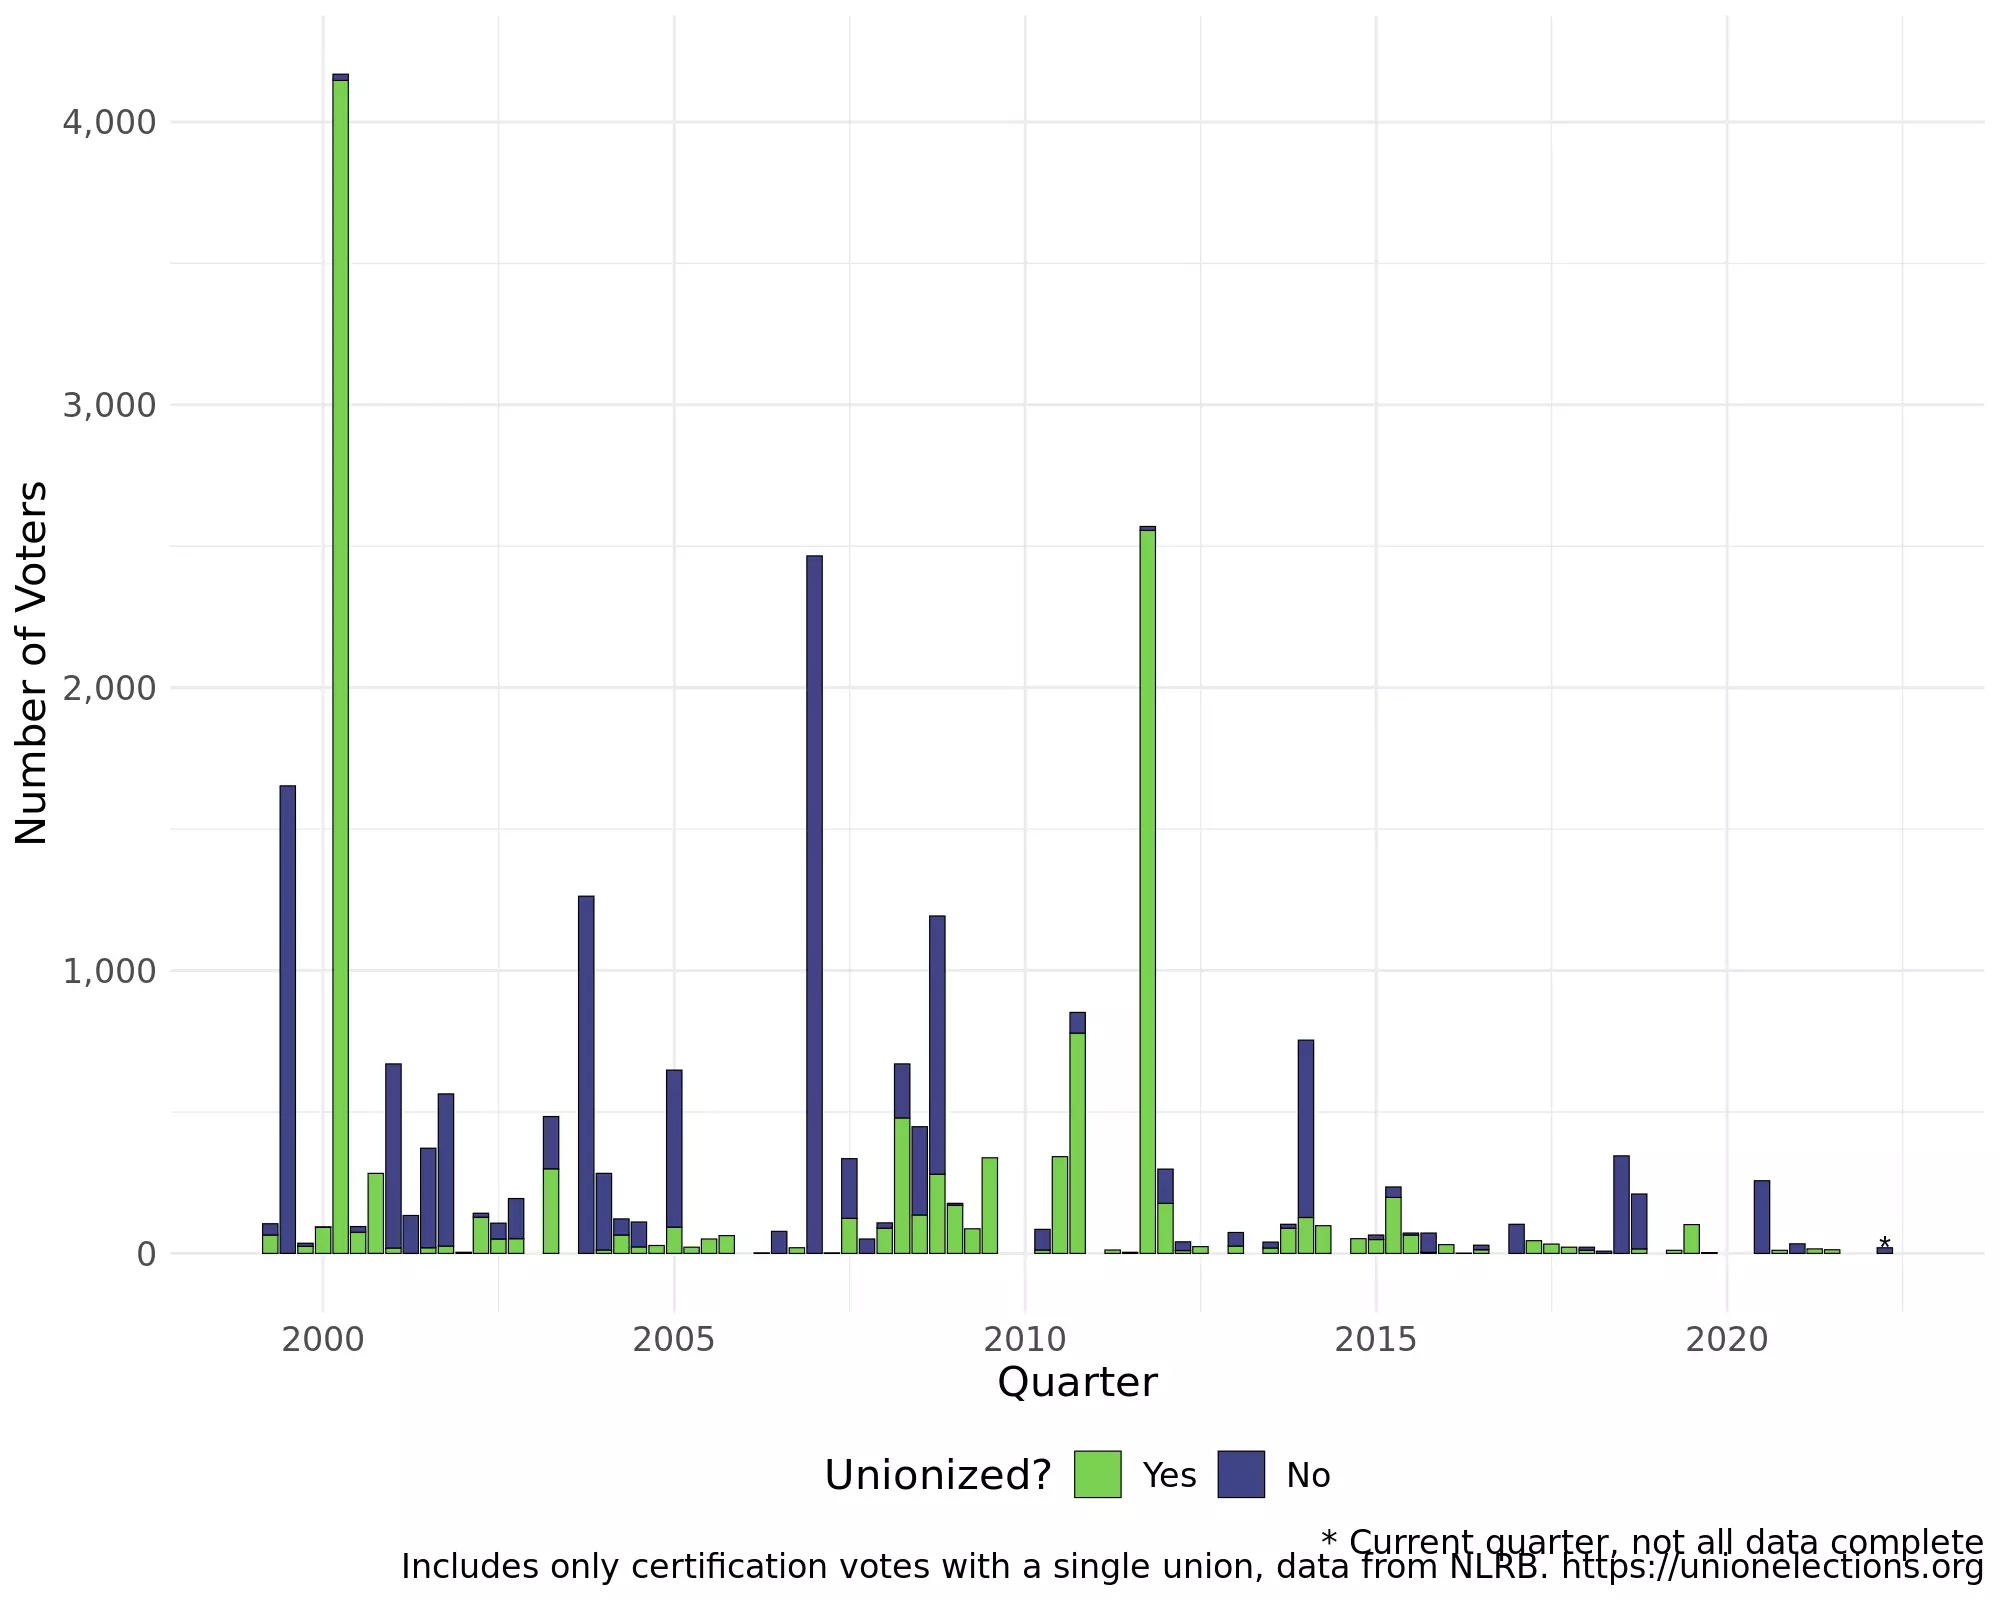 Number of Voters
4,000
3,000
2,000
1,000
0
*
2000 2005 2010 2015 2020
Quarter
Unionized? Yes No
* Current quarter, not all data complete
Includes only certification votes with a single union, data from NLRB. https://unionelections.org